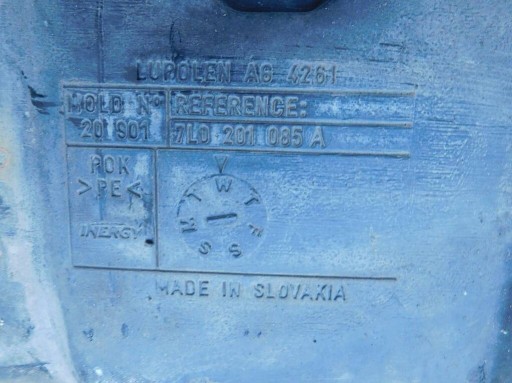 LUPOLEN AG 4261
MOLD N° REFERENCE:
20 901 7L0 201 085 A
ROK
>PE<
INERGY
Y
M T W T F S S
MADE IN SLOVAKIA